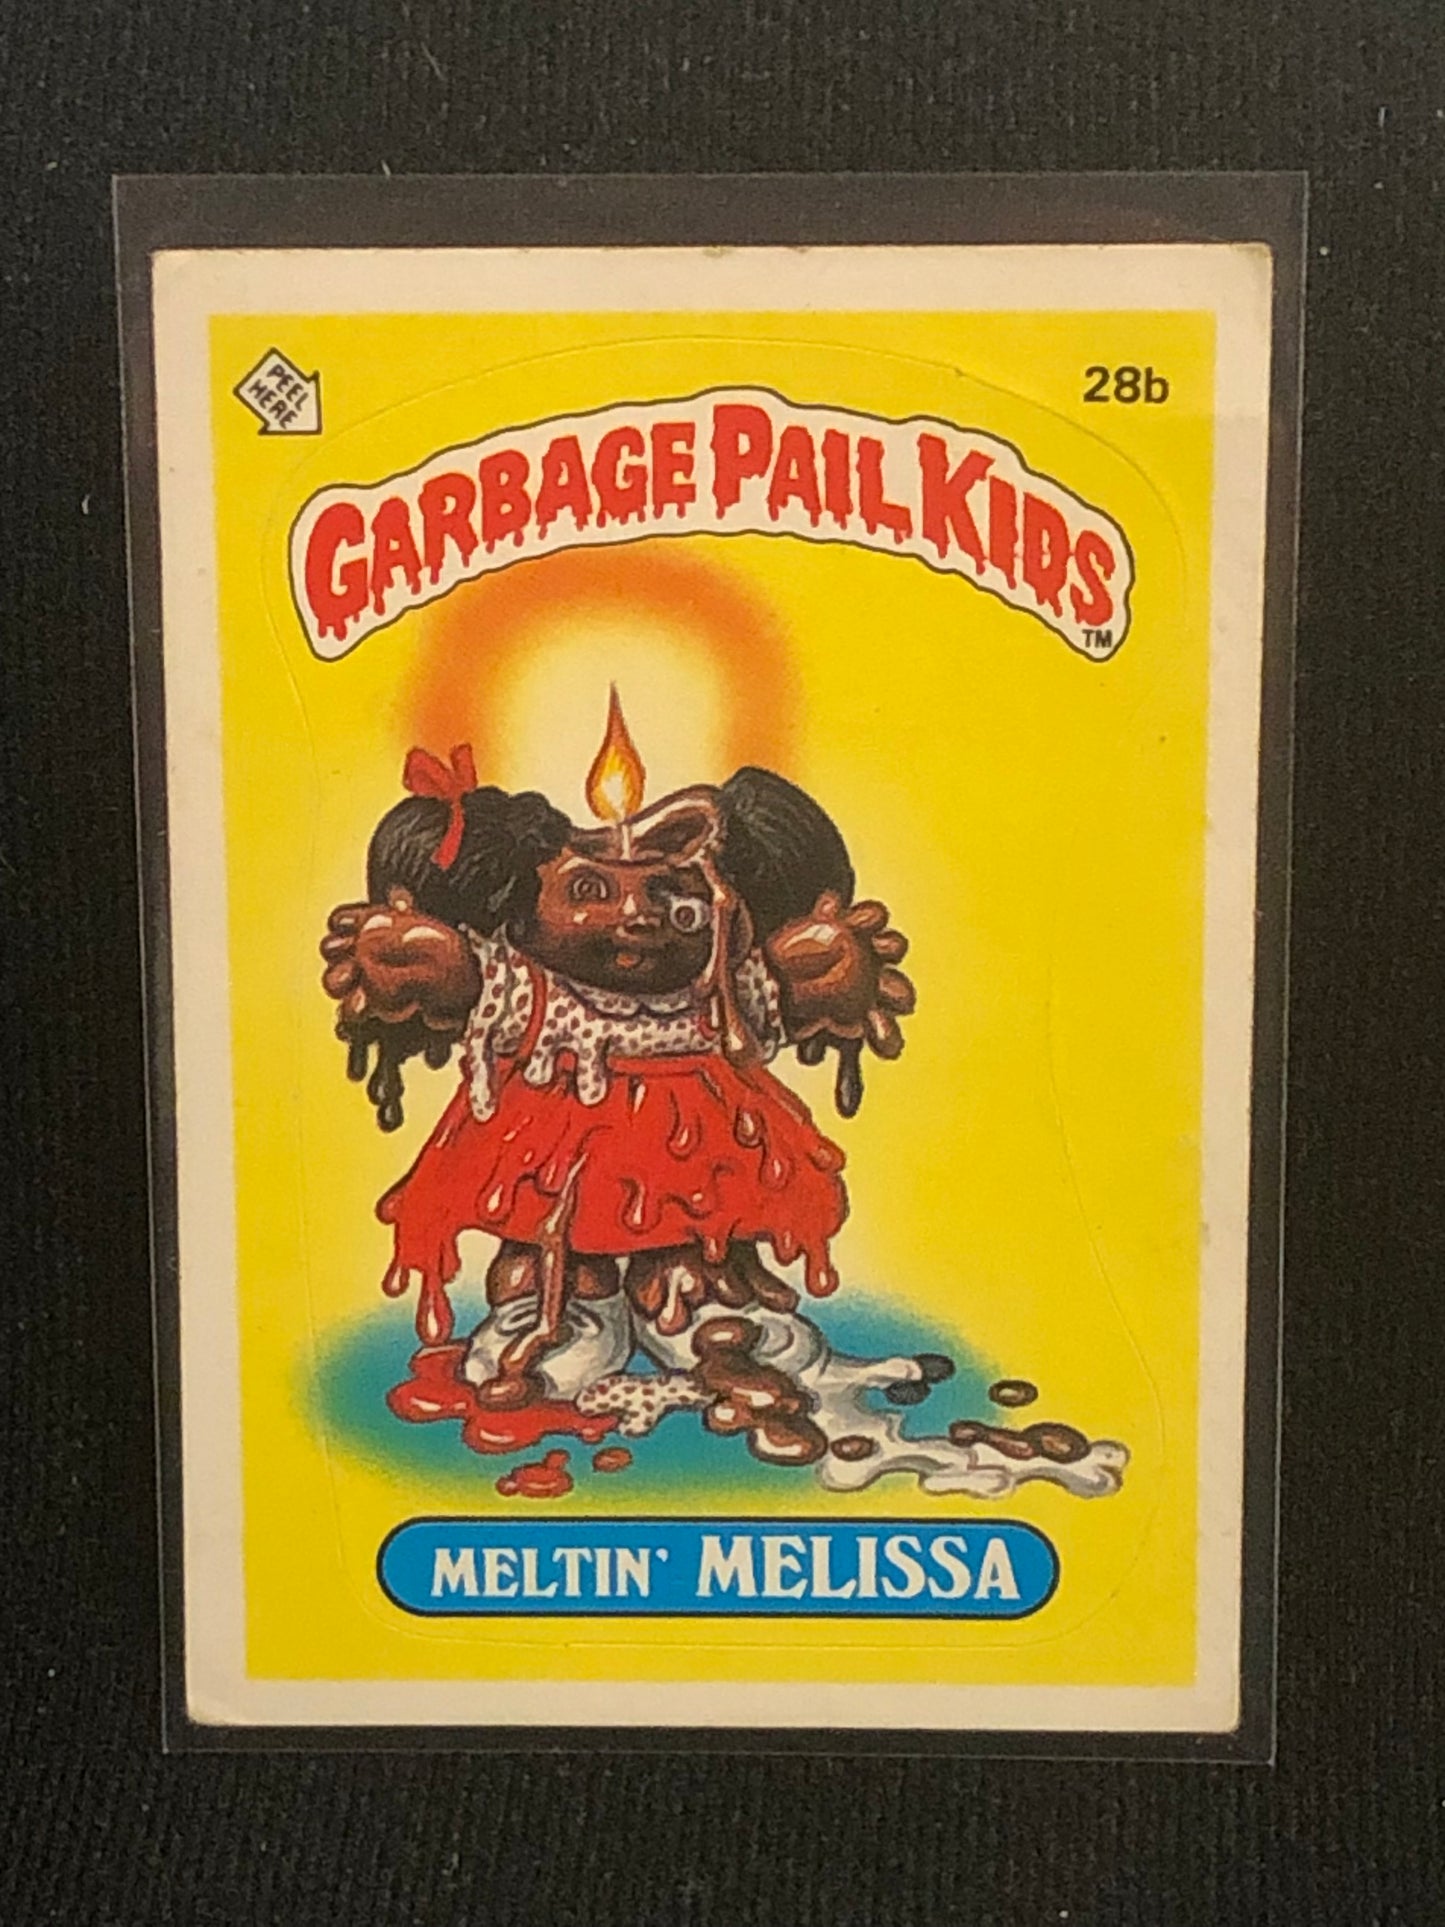 PEEL
HERE
28b
GARBAGE PAIL KIDS
TM
MELTIN' MELISSA